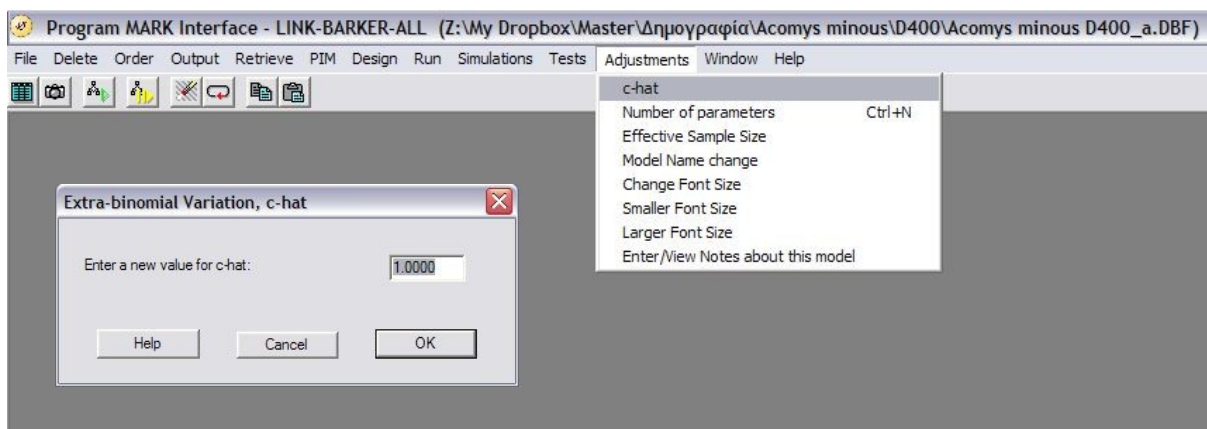 Program MARK Interface - LINK-BARKER-ALL (Z:\My Dropbox\Master\Δημογραφία\Acomys minous\D400\Acomys minous D400_a.DBF)
File Delete Order Output Retrieve PIM Design Run Simulations Tests Adjustments Window Help
c-hat
Number of parameters Ctrl+N
Effective Sample Size
Model Name change
Change Font Size
Smaller Font Size
Larger Font Size
Enter/View Notes about this model
Extra-binomial Variation, c-hat
Enter a new value for c-hat: 1.0000
Help Cancel OK